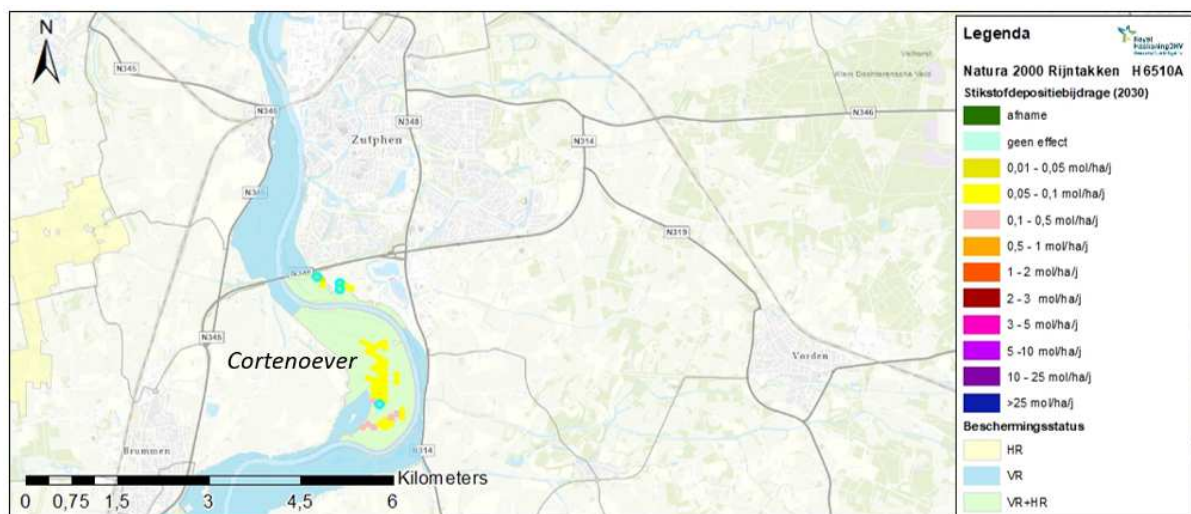 N
N345
N345
N348
Zutphen
N314
N346
Velhorst
N319
Cortenoever
N345
Vorden
Brummen
N314
Kilometers
0 0,75 1,5 3 4,5 6
Legenda
Royal
HaskoningDHV
Natura 2000 Rijntakken H6510A
Stikstofdepositiebijdrage (2030)
afname
geen effect
0,01 - 0,05 mol/ha/j
0,05 - 0,1 mol/ha/j
0,1 - 0,5 mol/ha/j
0,5 - 1 mol/ha/j
1 - 2 mol/ha/j
2 - 3 mol/ha/j
3 - 5 mol/ha/j
5 -10 mol/ha/j
10 - 25 mol/ha/j
>25 mol/ha/j
Beschermingsstatus
HR
VR
VR+HR